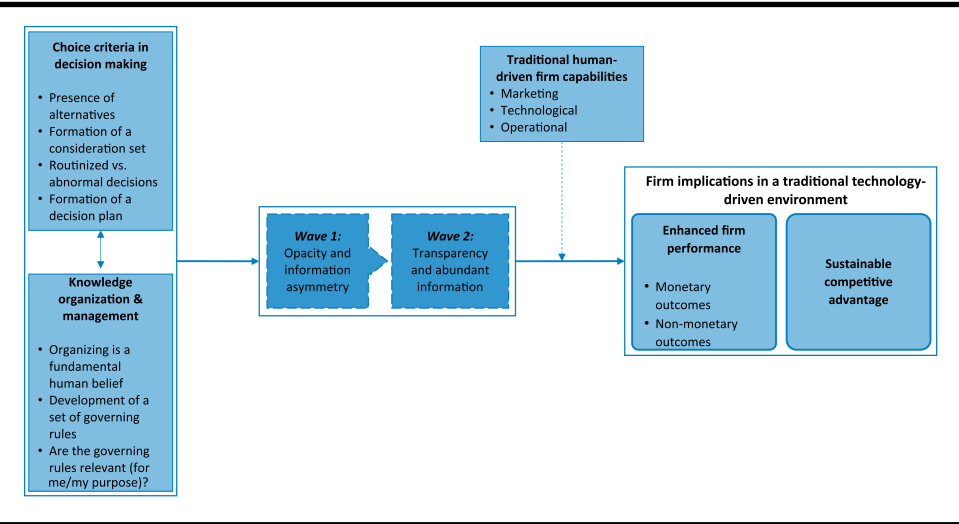 Choice criteria in
decision making
• Presence of
alternatives
• Formation of a
consideration set
• Routinized vs.
abnormal decisions
• Formation of a
decision plan
Knowledge
organization &
management
• Organizing is a
fundamental
human belief
• Development of a
set of governing
rules
• Are the governing
rules relevant (for
me/my purpose)?
Wave 1:
Opacity and
information
asymmetry
Wave 2:
Transparency
and abundant
information
Traditional human-
driven firm capabilities
• Marketing
• Technological
• Operational
Firm implications in a traditional technology-
driven environment
Enhanced firm
performance
• Monetary
outcomes
• Non-monetary
outcomes
Sustainable
competitive
advantage